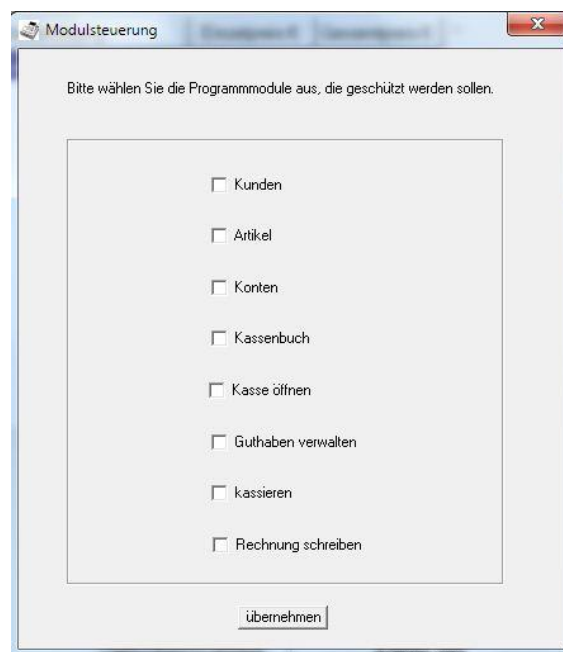 Modulsteuerung
Bitte wählen Sie die Programmmodule aus, die geschützt werden sollen.
Kunden
Artikel
Konten
Kassenbuch
Kasse öffnen
Guthaben verwalten
kassieren
Rechnung schreiben
übernehmen